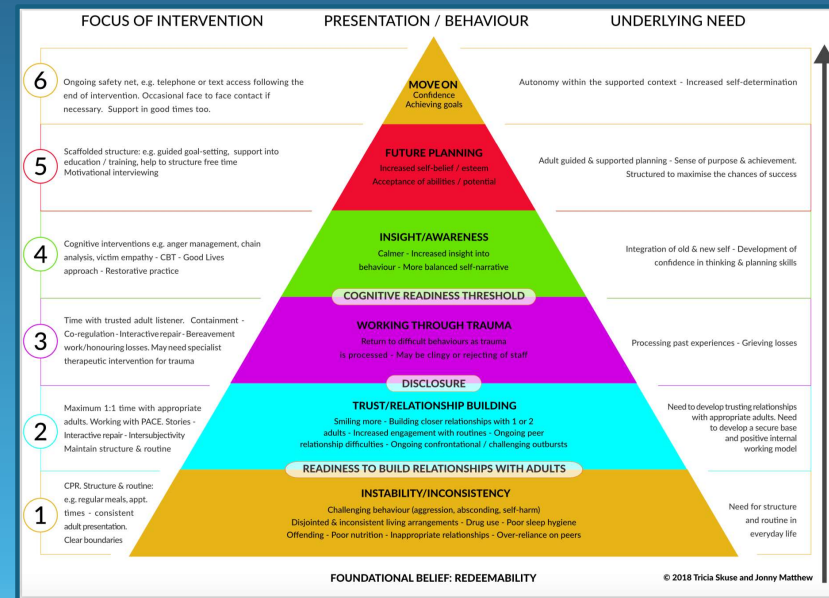 FOCUS OF INTERVENTION
PRESENTATION / BEHAVIOUR
UNDERLYING NEED
6
Ongoing safety net, e.g. telephone or text access following the
end of intervention. Occasional face to face contact if
necessary. Support in good times too.
MOVE ON
Confidence
Achieving goals
Autonomy within the supported context - Increased self-determination
5
Scaffolded structure: e.g. guided goal-setting, support into
education / training, help to structure free time
Motivational interviewing
FUTURE PLANNING
Increased self-belief / esteem
Acceptance of abilities / potential
Adult guided & supported planning - Sense of purpose & achievement.
Structured to maximise the chances of success
4
Cognitive interventions e.g. anger management, chain
analysis, victim empathy - CBT - Good Lives
approach - Restorative practice
INSIGHT/AWARENESS
Calmer - Increased insight into
behaviour - More balanced self-narrative
Integration of old & new self - Development of
confidence in thinking & planning skills
COGNITIVE READINESS THRESHOLD
3
Time with trusted adult listener. Containment -
Co-regulation - Interactive repair - Bereavement
work/honouring losses. May need specialist
therapeutic intervention for trauma
WORKING THROUGH TRAUMA
Return to difficult behaviours as trauma
is processed - May be clingy or rejecting of staff
Processing past experiences - Grieving losses
DISCLOSURE
2
Maximum 1:1 time with appropriate
adults. Working with PACE. Stories -
Interactive repair - Intersubjectivity
Maintain structure & routine
TRUST/RELATIONSHIP BUILDING
Smiling more - Building closer relationships with 1 or 2
adults - Increased engagement with routines - Ongoing peer
relationship difficulties - Ongoing confrontational / challenging outbursts
Need to develop trusting relationships
with appropriate adults. Need
to develop a secure base
and positive internal
working model
READINESS TO BUILD RELATIONSHIPS WITH ADULTS
1
CPR. Structure & routine:
e.g. regular meals, appt.
times - consistent
adult presentation.
Clear boundaries
INSTABILITY/INCONSISTENCY
Challenging behaviour (aggression, absconding, self-harm)
Disjointed & inconsistent living arrangements - Drug use - Poor sleep hygiene
Offending - Poor nutrition - Inappropriate relationships - Over-reliance on peers
Need for structure
and routine in
everyday life
FOUNDATIONAL BELIEF: REDEEMABILITY
© 2018 Tricia Skuse and Jonny Matthew